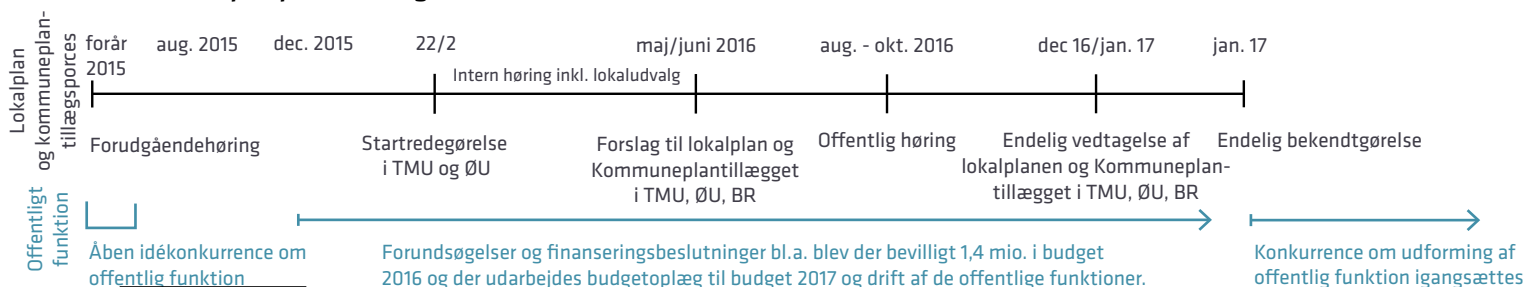 Lokalplan
og kommuneplan-
tillægsporces
forår
2015
aug. 2015
dec. 2015
22/2
maj/juni 2016
aug. - okt. 2016
dec 16/jan. 17
jan. 17
Intern høring inkl. lokaludvalg
Forudgåendehøring
Startredegørelse
i TMU og ØU
Forslag til lokalplan og
Kommuneplantillægget
i TMU, ØU, BR
Offentlig høring
Endelig vedtagelse af
lokalplanen og Kommuneplan-
tillægget i TMU, ØU, BR
Endelig bekendtgørelse
Offentligt
funktion
Åben idékonkurrence om
offentlig funktion
Forundsøgelser og finanseringsbeslutninger bl.a. blev der bevilligt 1,4 mio. i budget
2016 og der udarbejdes budgetoplæg til budget 2017 og drift af de offentlige funktioner.
Konkurrence om udforming af
offentlig funktion igangsættes